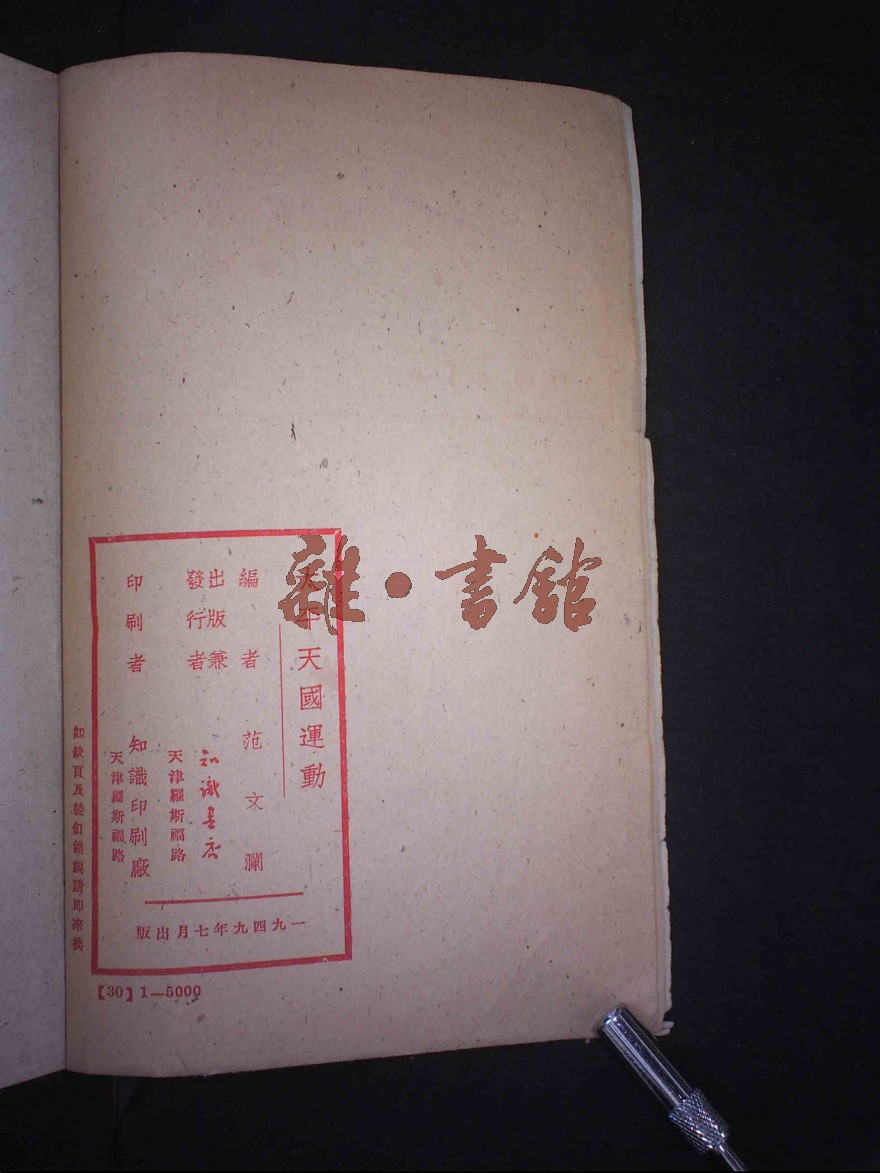 雜·書館
太平天國運動
編者 范文瀾
出版兼
發行者 知識書店
天津羅斯福路
印刷者 知識印刷廠
天津羅斯福路
一九四九年七月出版
如缺頁及裝釘錯誤請即來換
【30】1—5000